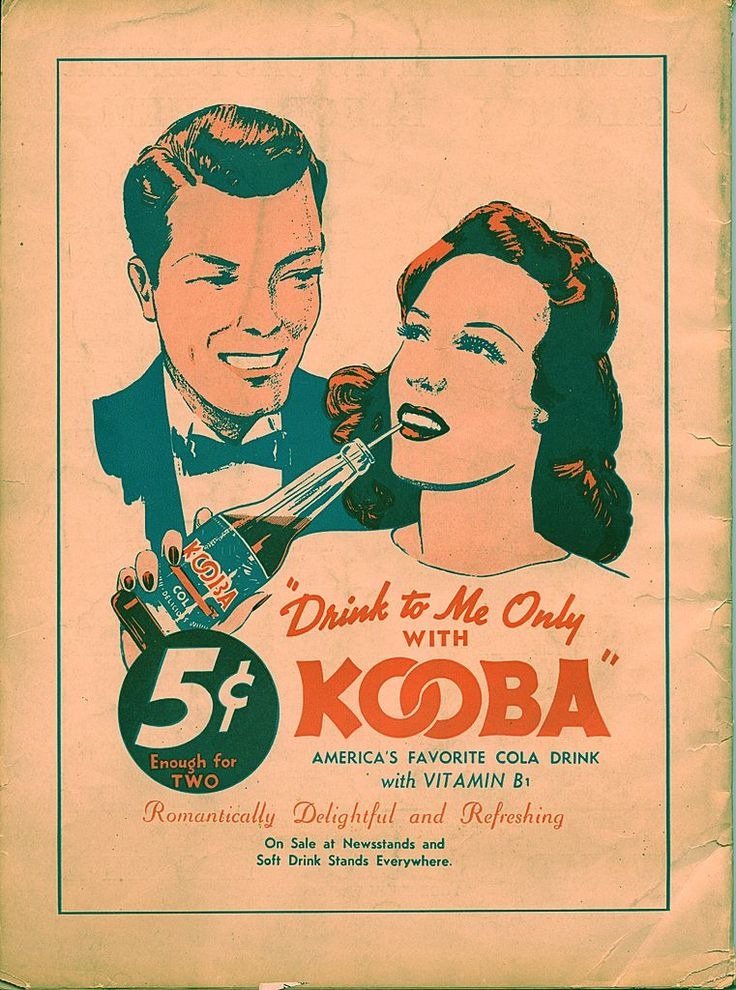 KOOBA
COLA
"Drink to Me Only
WITH
KOOBA"
5¢
Enough for
TWO
AMERICA'S FAVORITE COLA DRINK
with VITAMIN B1
Romantically Delightful and Refreshing
On Sale at Newsstands and
Soft Drink Stands Everywhere.